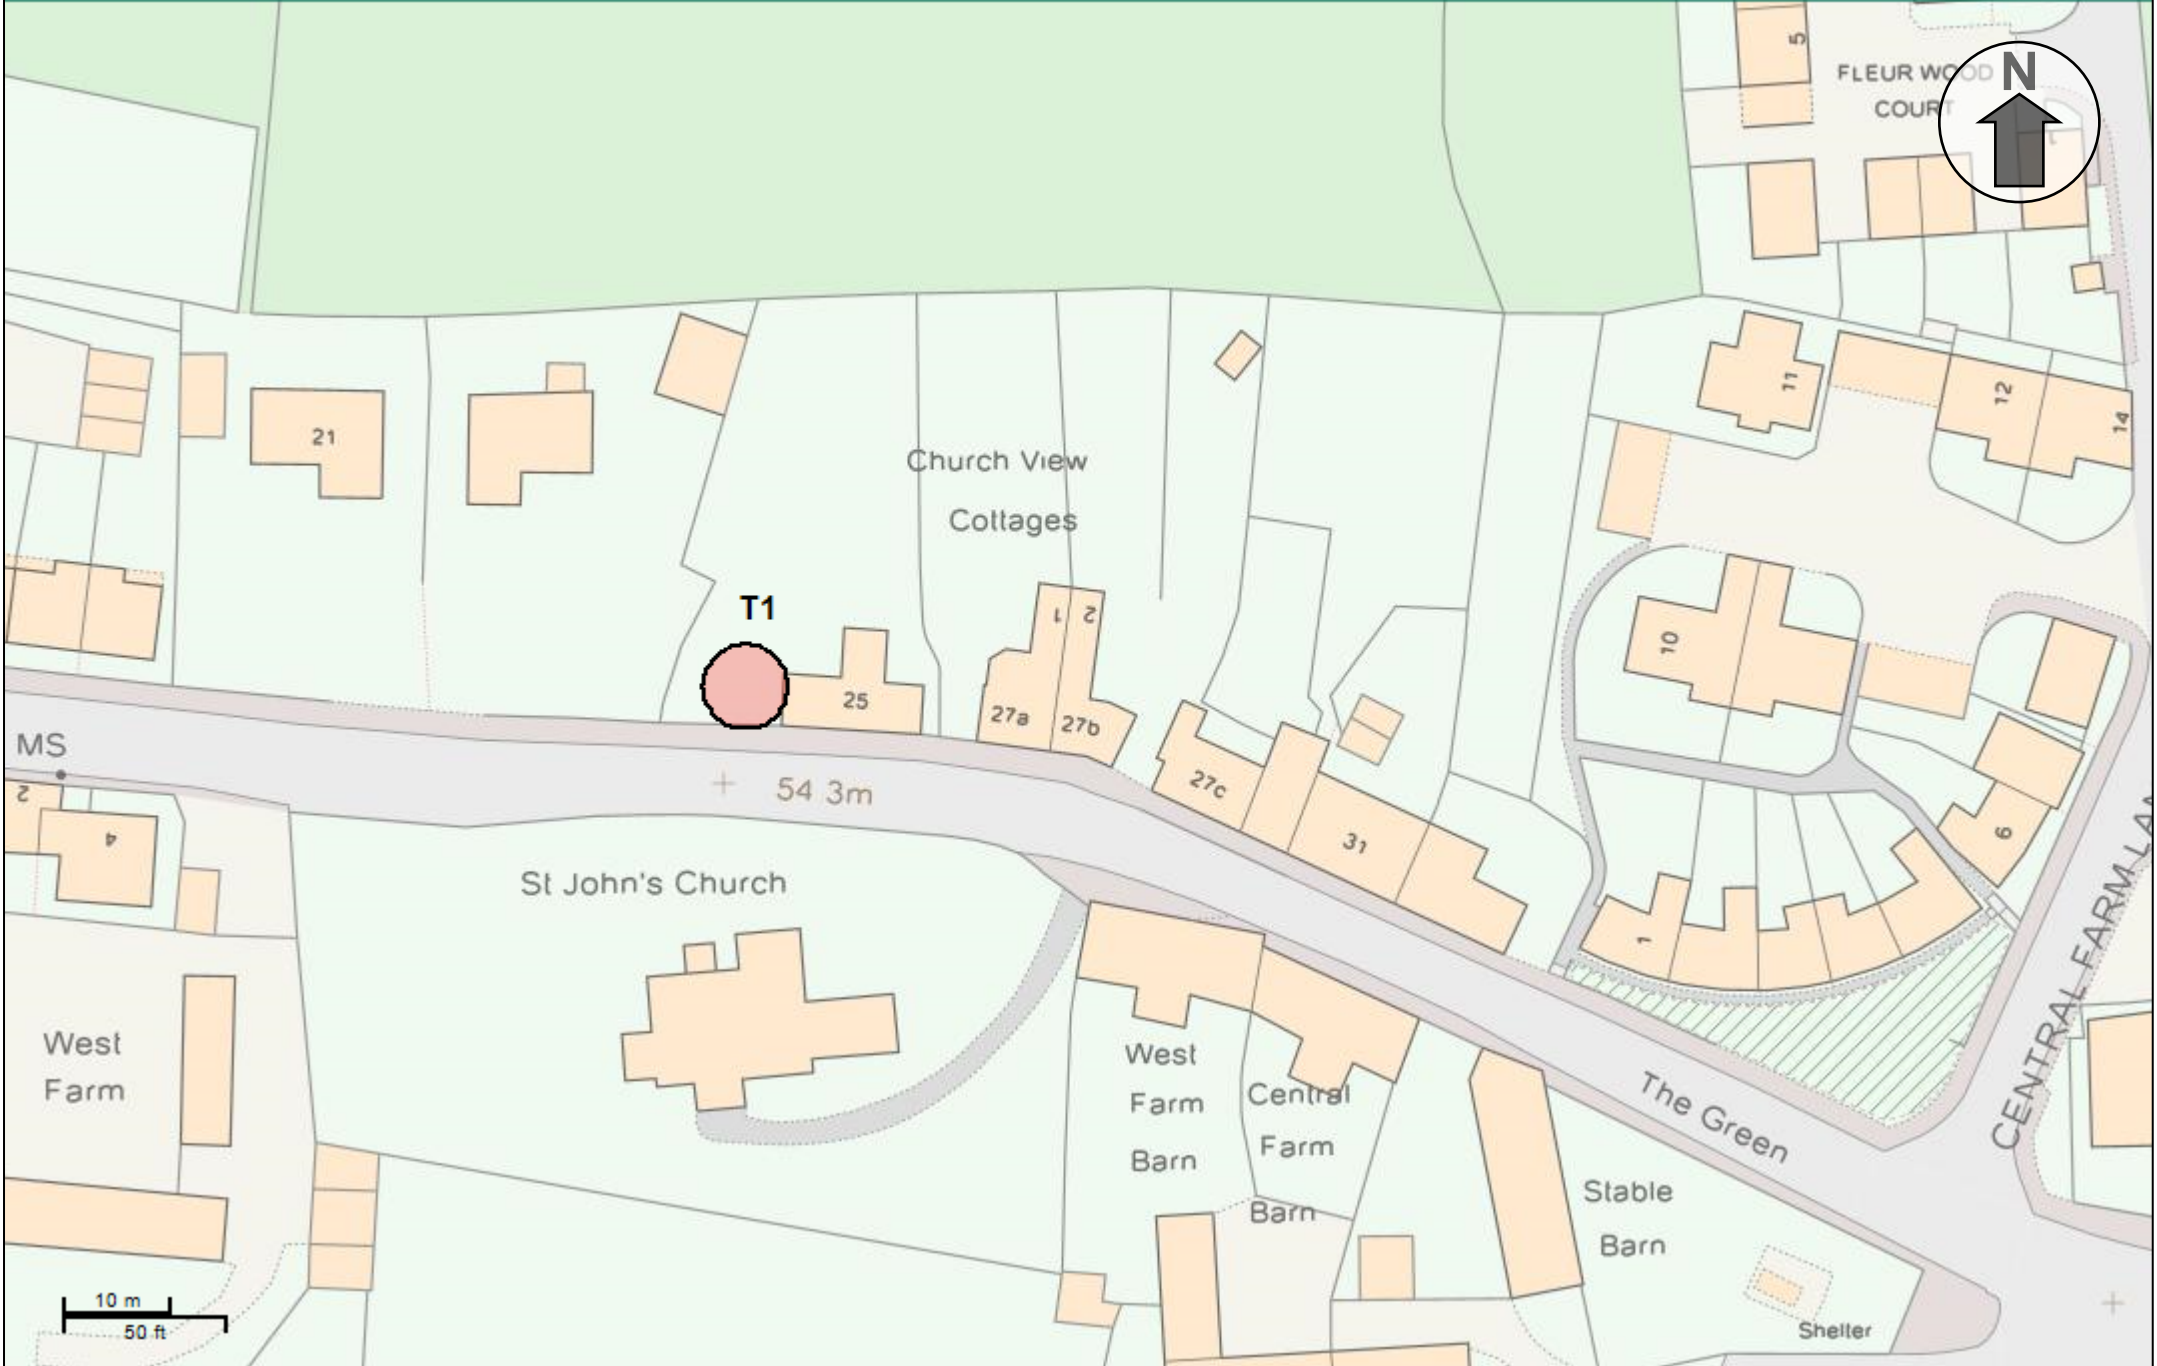 5
FLEUR WOOD
COURT
N
1
11
12
14
21
Church View
Cottages
T1
1
2
10
25
27a
27b
27c
31
MS
54 3m
2
4
St John's Church
6
1
CENTRAL FARM LA
West
Farm
West
Farm
Barn
Central
Farm
Barn
The Green
Stable
Barn
Shelter
10 m
50 ft